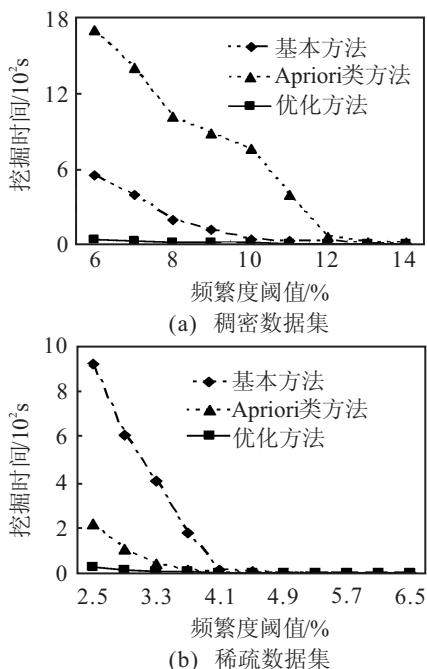 18
12
6
0
挖掘时间/10²s
基本方法
Apriori类方法
优化方法
6 8 10 12 14
频繁度阈值/%
(a) 稠密数据集
10
8
6
4
2
0
挖掘时间/10²s
基本方法
Apriori类方法
优化方法
2.5 3.3 4.1 4.9 5.7 6.5
频繁度阈值/%
(b) 稀疏数据集